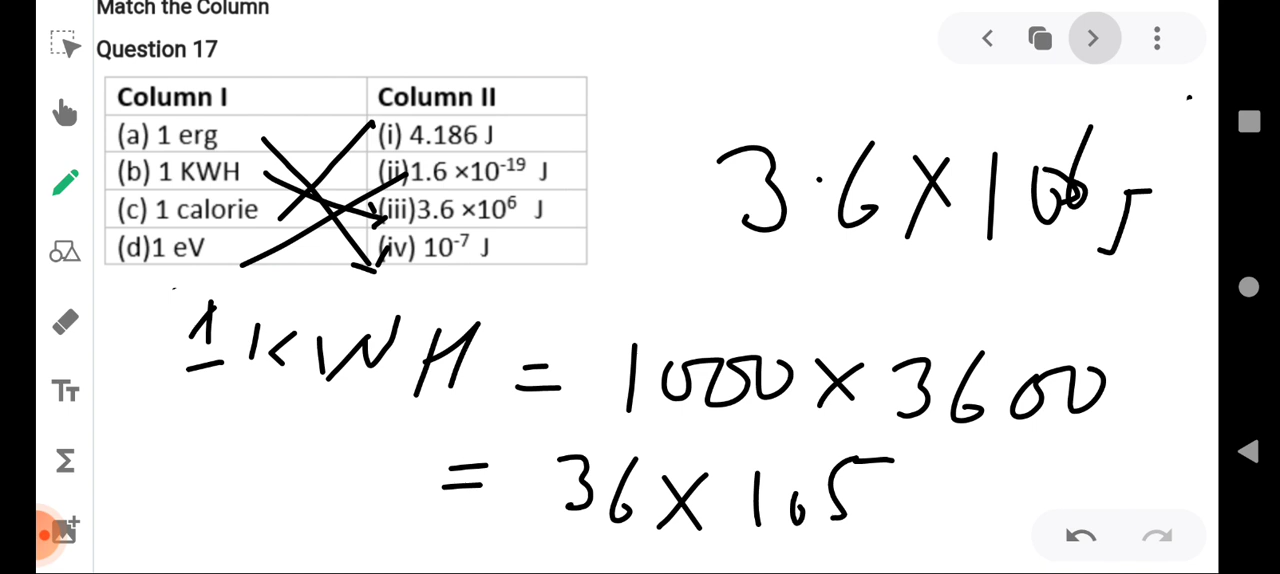 Match the Column
Question 17
Column I Column II
(a) 1 erg (i) 4.186 J
(b) 1 KWH (ii)1.6 ×10⁻¹⁹ J
(c) 1 calorie (iii)3.6 ×10⁶ J
(d)1 eV (iv) 10⁻⁷ J
3.6 × 10⁶ J
1 KWH = 1000 × 3600
= 36 × 10⁵